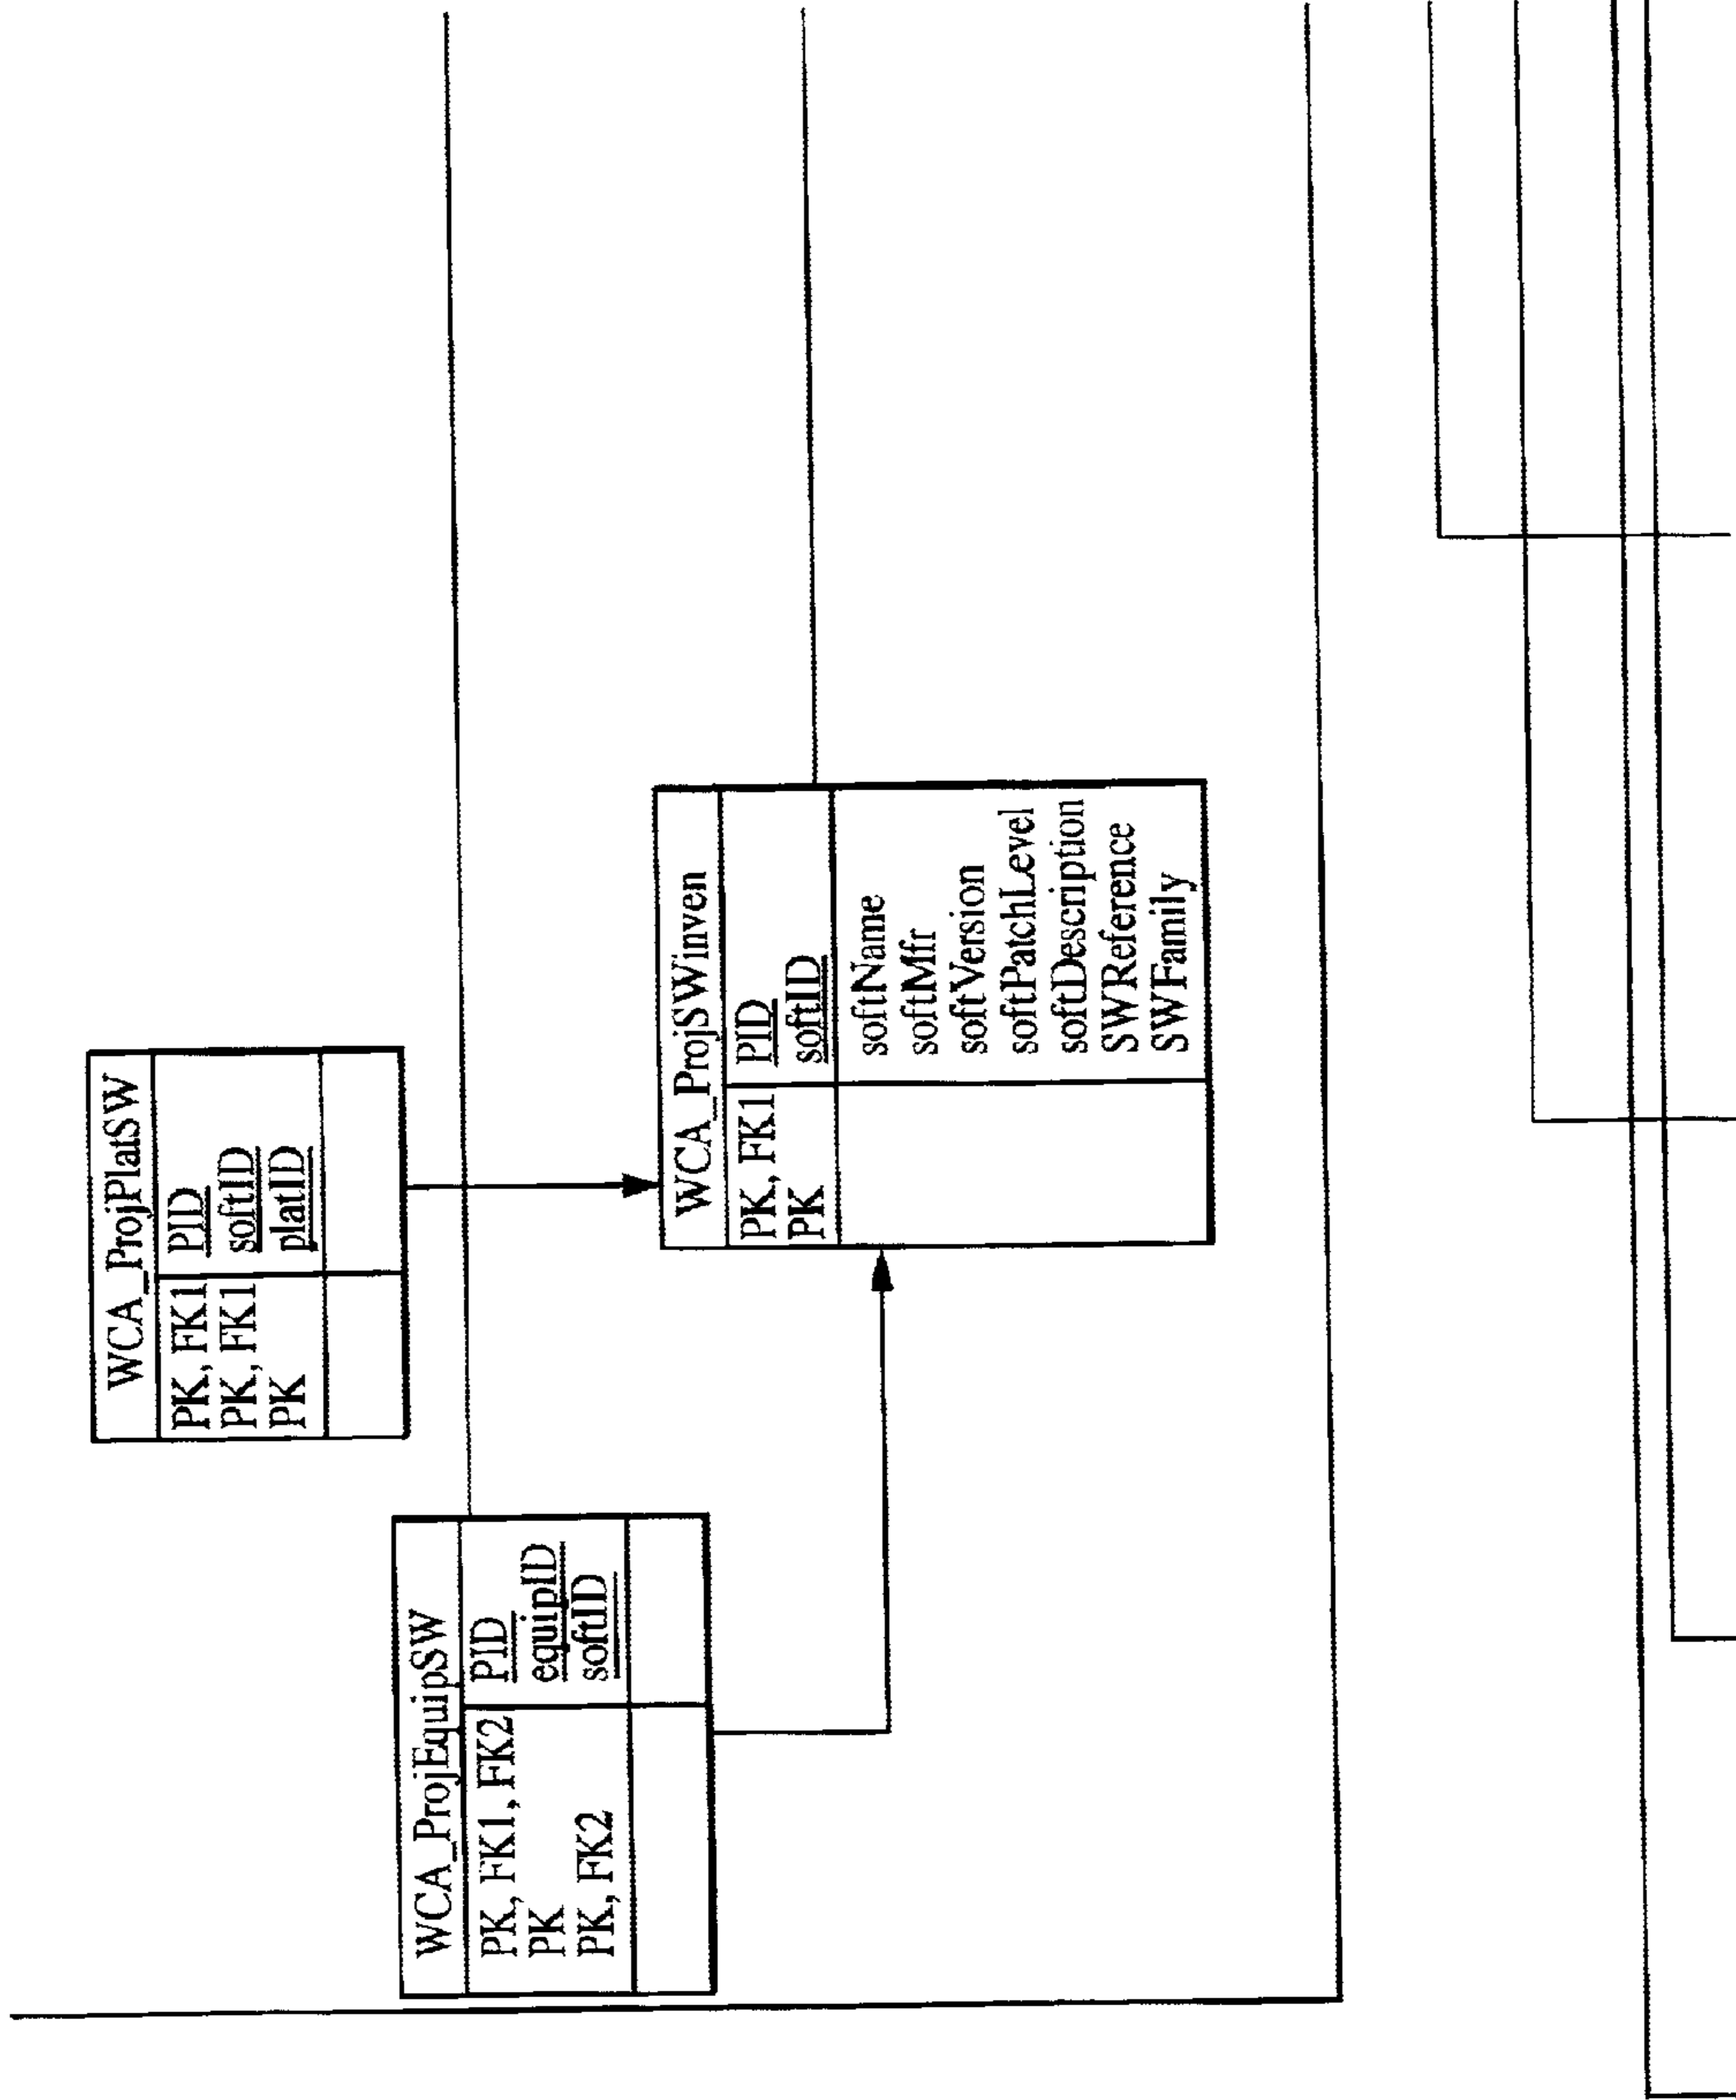 WCA_ProjPlatSW
PK, FK1 PID
PK, FK1 softID
PK platID
WCA_ProjEquipSW
PK, FK1, FK2 PID
PK equipID
PK, FK2 softID
WCA_ProjSWinven
PK, FK1 PID
PK softID
softName
softMfr
softVersion
softPatchLevel
softDescription
SWReference
SWFamily